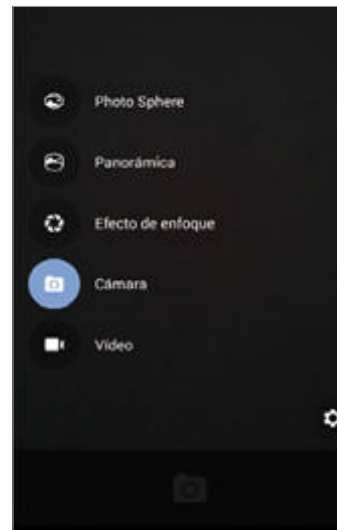 Photo Sphere
Panorámica
Efecto de enfoque
Cámara
Vídeo